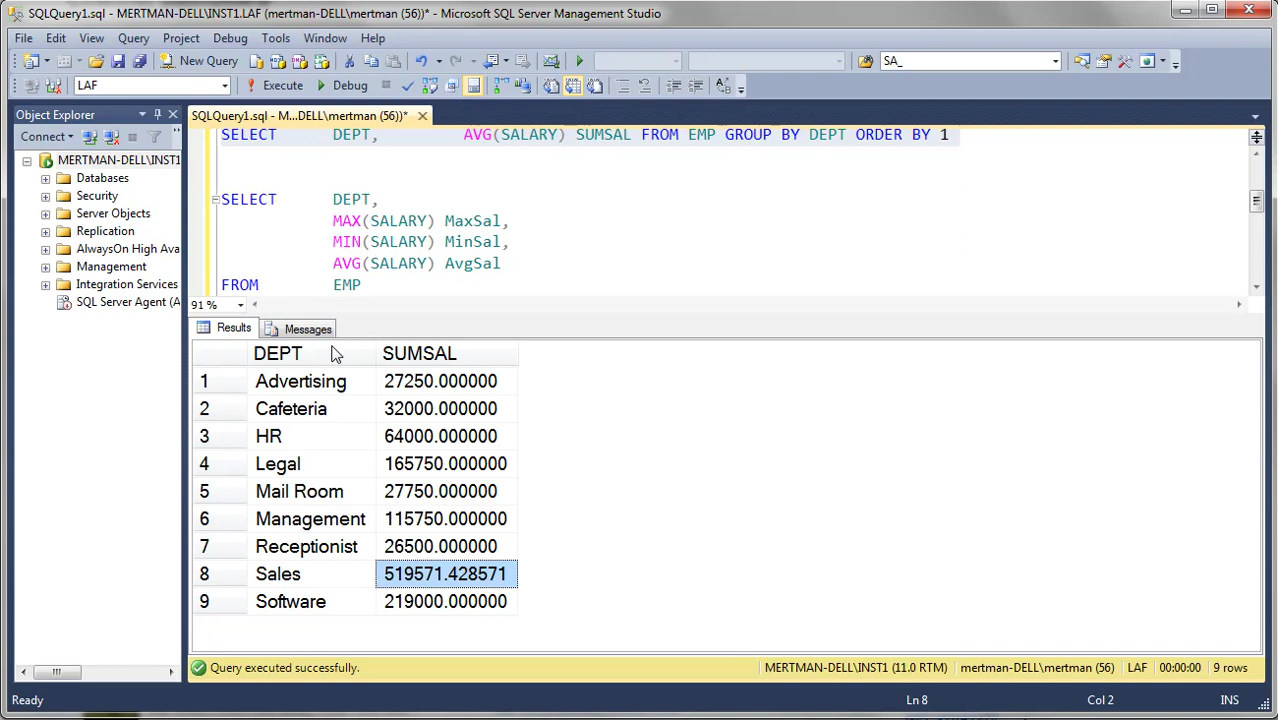 SQLQuery1.sql - MERTMAN-DELL\INST1.LAF (mertman-DELL\mertman (56))* - Microsoft SQL Server Management Studio
File Edit View Query Project Debug Tools Window Help
New Query SA_
LAF Execute Debug
Object Explorer
Connect
MERTMAN-DELL\INST1
Databases
Security
Server Objects
Replication
AlwaysOn High Ava
Management
Integration Services
SQL Server Agent (A
SQLQuery1.sql - M...DELL\mertman (56))*
SELECT DEPT, AVG(SALARY) SUMSAL FROM EMP GROUP BY DEPT ORDER BY 1
SELECT DEPT,
MAX(SALARY) MaxSal,
MIN(SALARY) MinSal,
AVG(SALARY) AvgSal
FROM EMP
91 %
Results Messages
DEPT SUMSAL
1 Advertising 27250.000000
2 Cafeteria 32000.000000
3 HR 64000.000000
4 Legal 165750.000000
5 Mail Room 27750.000000
6 Management 115750.000000
7 Receptionist 26500.000000
8 Sales 519571.428571
9 Software 219000.000000
Query executed successfully. MERTMAN-DELL\INST1 (11.0 RTM) mertman-DELL\mertman (56) LAF 00:00:00 9 rows
Ready Ln 8 Col 2 INS